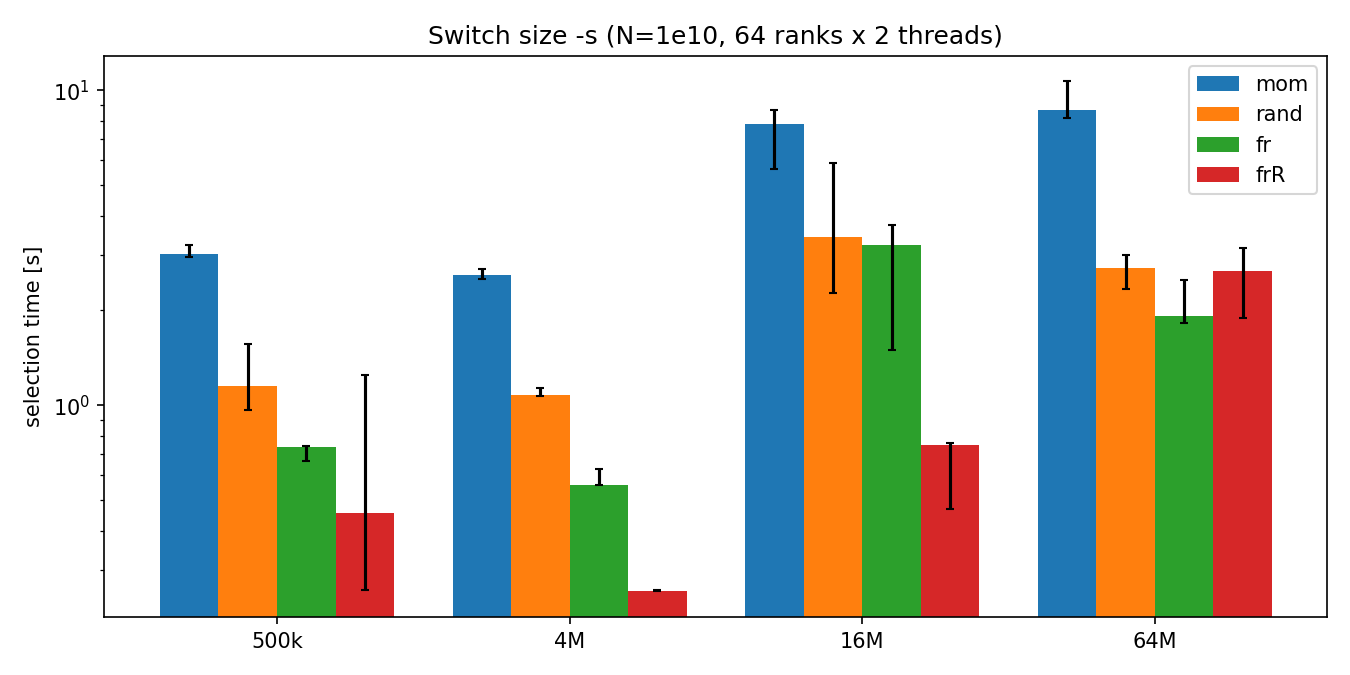 Switch size -s (N=1e10, 64 ranks x 2 threads)
selection time [s]
10¹
10⁰
500k
4M
16M
64M
mom
rand
fr
frR